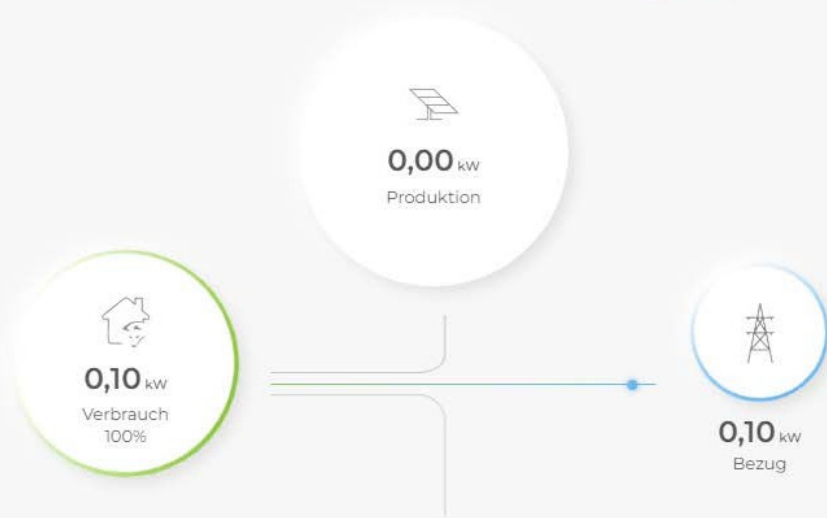 0,00 kW
Produktion
0,10 kW
Verbrauch
100%
0,10 kW
Bezug